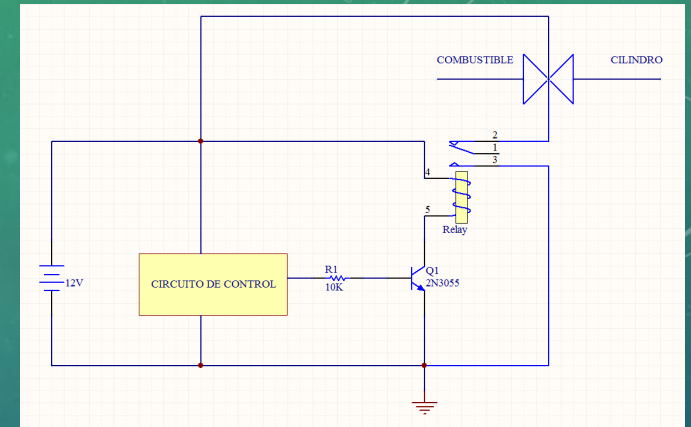 COMBUSTIBLE
CILINDRO
2
1
3
4
5
Relay
R1
10K
Q1
2N3055
12V
CIRCUITO DE CONTROL